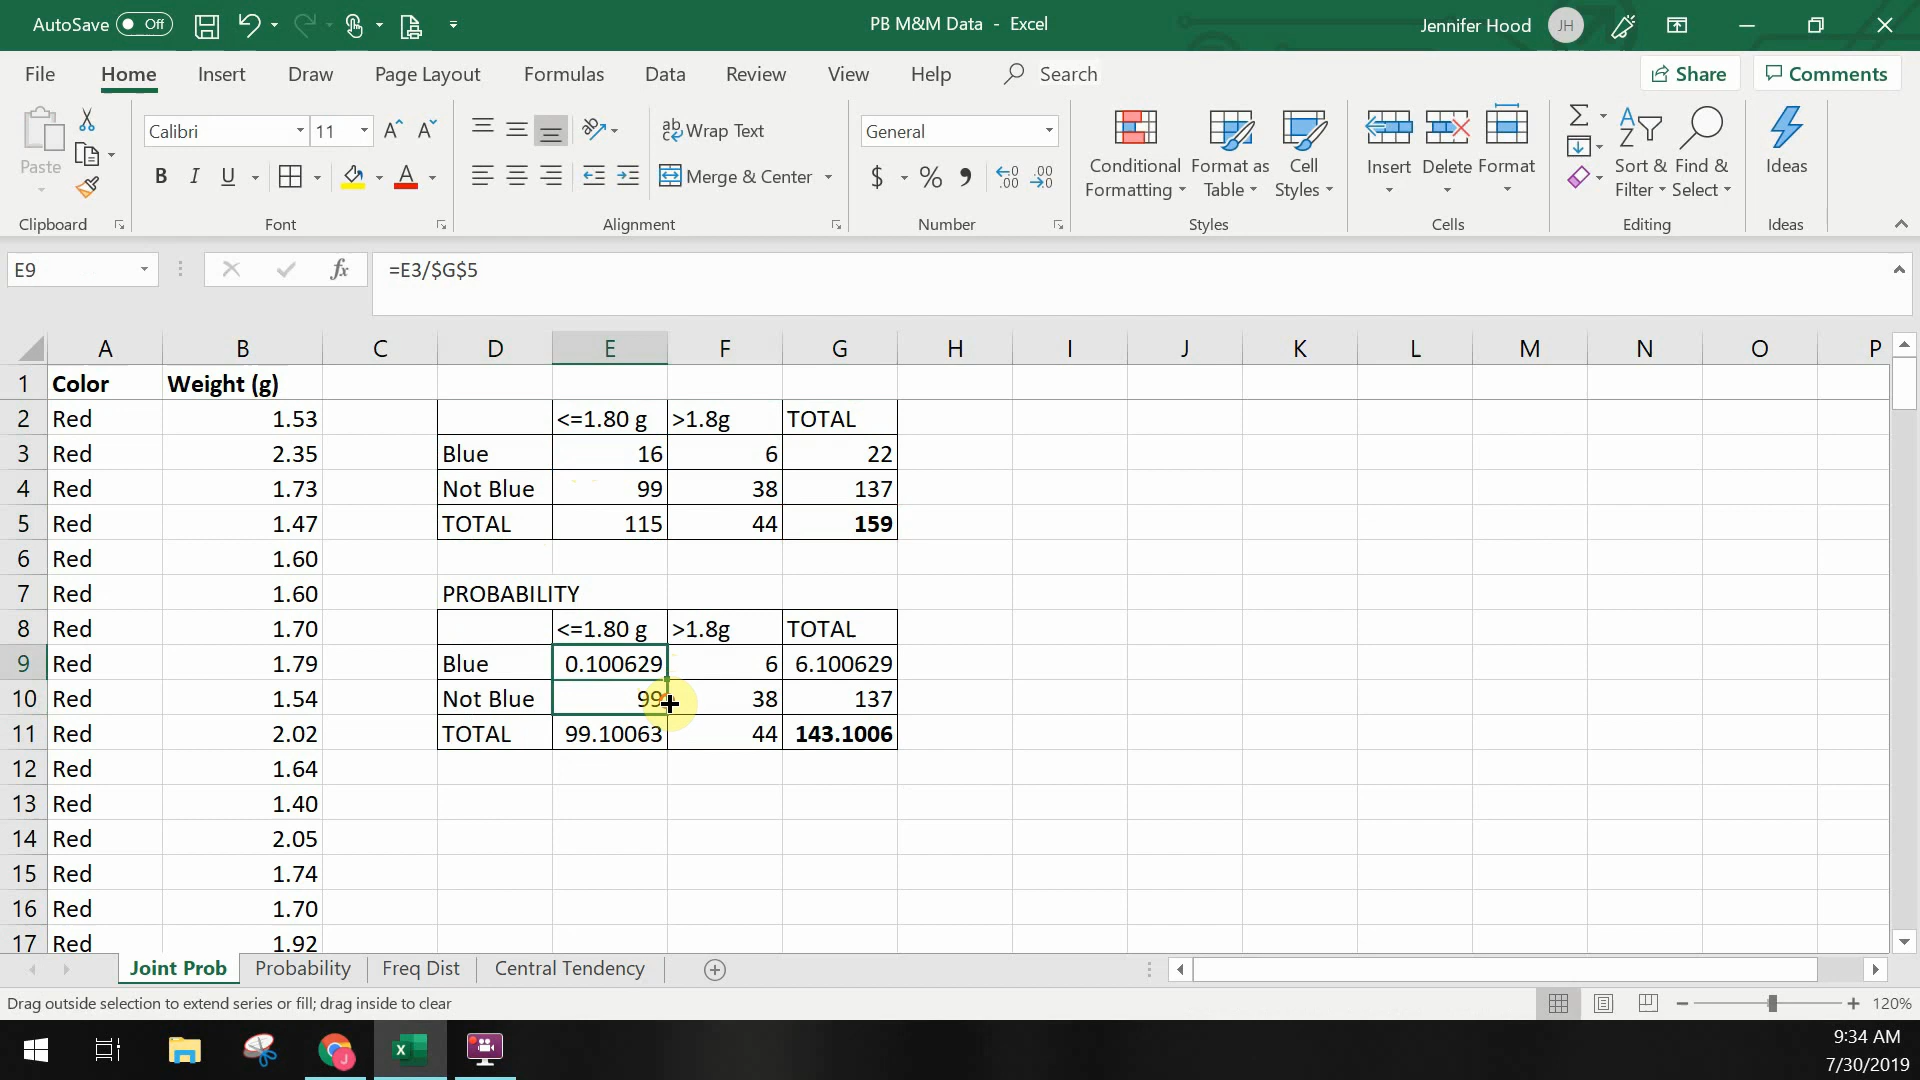 AutoSave Off PB M&M Data - Excel Jennifer Hood JH
File Home Insert Draw Page Layout Formulas Data Review View Help Search Share Comments
Paste Calibri 11 A A Wrap Text General Conditional Formatting Format as Table Cell Styles Insert Delete Format Sort & Filter Find & Select Ideas
B I U A Merge & Center $ % 9 .00 .00
Clipboard Font Alignment Number Styles Cells Editing Ideas
E9 fx =E3/$G$5
A B C D E F G H I J K L M N O P
1 Color Weight (g)
2 Red 1.53 <=1.80 g >1.8g TOTAL
3 Red 2.35 Blue 16 6 22
4 Red 1.73 Not Blue 99 38 137
5 Red 1.47 TOTAL 115 44 159
6 Red 1.60
7 Red 1.60 PROBABILITY
8 Red 1.70 <=1.80 g >1.8g TOTAL
9 Red 1.79 Blue 0.100629 6 6.100629
10 Red 1.54 Not Blue 99 38 137
11 Red 2.02 TOTAL 99.10063 44 143.1006
12 Red 1.64
13 Red 1.40
14 Red 2.05
15 Red 1.74
16 Red 1.70
17 Red 1.92
Joint Prob Probability Freq Dist Central Tendency
Drag outside selection to extend series or fill; drag inside to clear 120%
9:34 AM
7/30/2019